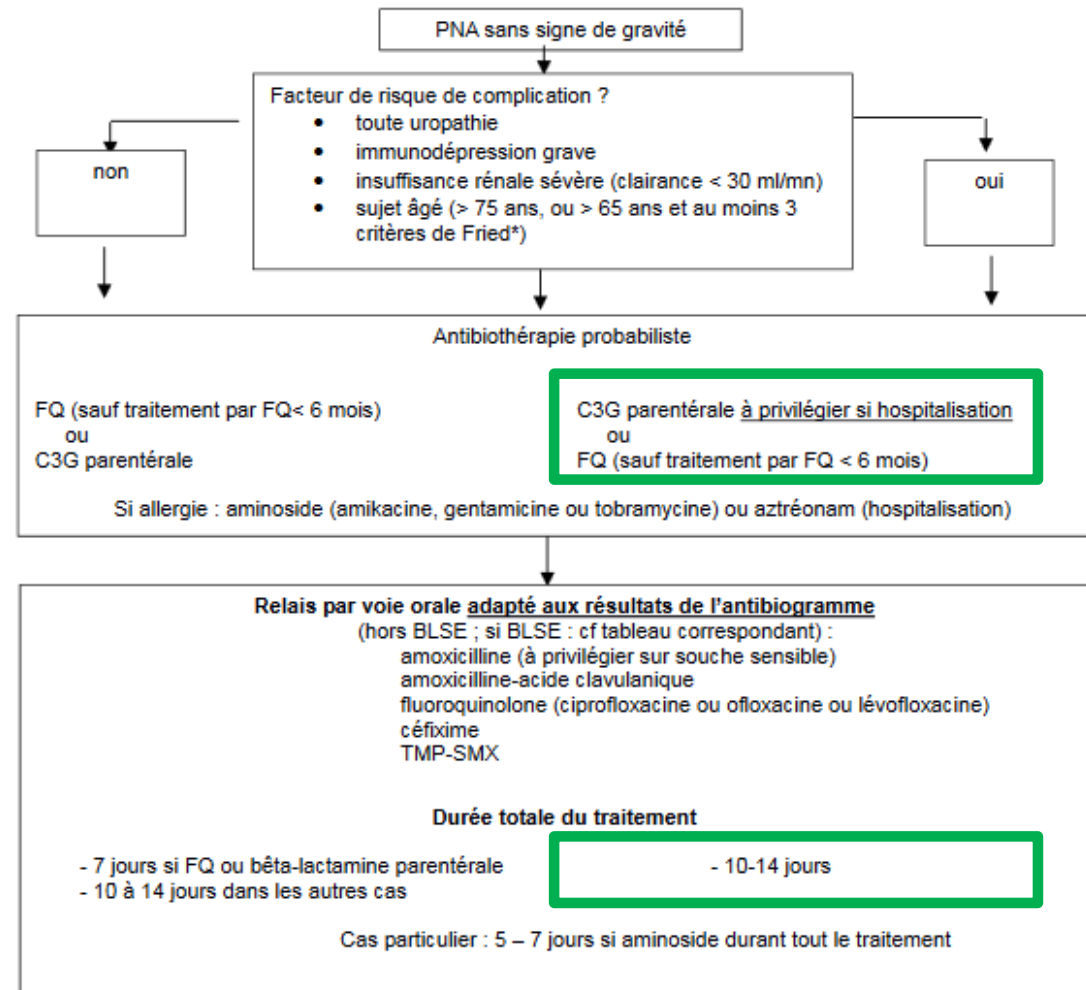 PNA sans signe de gravité
Facteur de risque de complication ?
• toute uropathie
• immunodépression grave
• insuffisance rénale sévère (clairance < 30 ml/mn)
• sujet âgé (> 75 ans, ou > 65 ans et au moins 3
critères de Fried*)
non
oui
Antibiothérapie probabiliste
FQ (sauf traitement par FQ< 6 mois)
ou
C3G parentérale
C3G parentérale à privilégier si hospitalisation
ou
FQ (sauf traitement par FQ < 6 mois)
Si allergie : aminoside (amikacine, gentamicine ou tobramycine) ou aztréonam (hospitalisation)
Relais par voie orale adapté aux résultats de l'antibiogramme
(hors BLSE ; si BLSE : cf tableau correspondant) :
amoxicilline (à privilégier sur souche sensible)
amoxicilline-acide clavulanique
fluoroquinolone (ciprofloxacine ou ofloxacine ou lévofloxacine)
céfixime
TMP-SMX
Durée totale du traitement
- 7 jours si FQ ou bêta-lactamine parentérale
- 10 à 14 jours dans les autres cas
- 10-14 jours
Cas particulier : 5 – 7 jours si aminoside durant tout le traitement